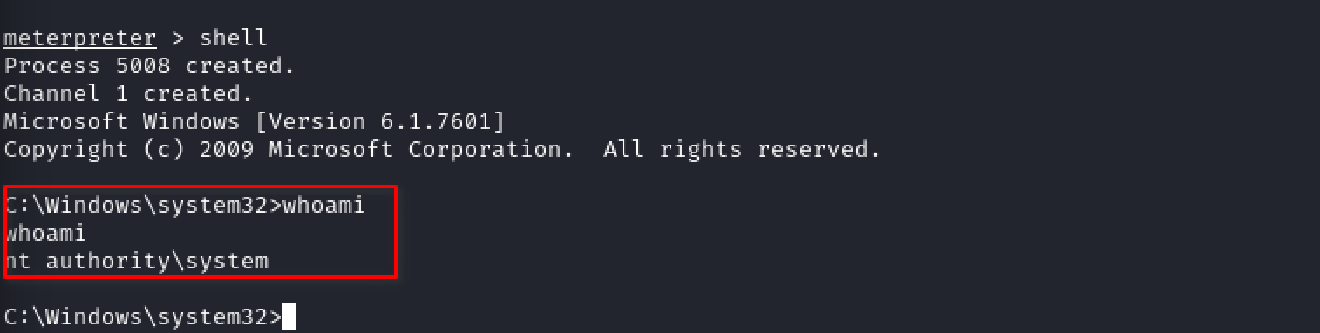 meterpreter > shell
Process 5008 created.
Channel 1 created.
Microsoft Windows [Version 6.1.7601]
Copyright (c) 2009 Microsoft Corporation.  All rights reserved.
C:\Windows\system32>whoami
whoami
nt authority\system
C:\Windows\system32>